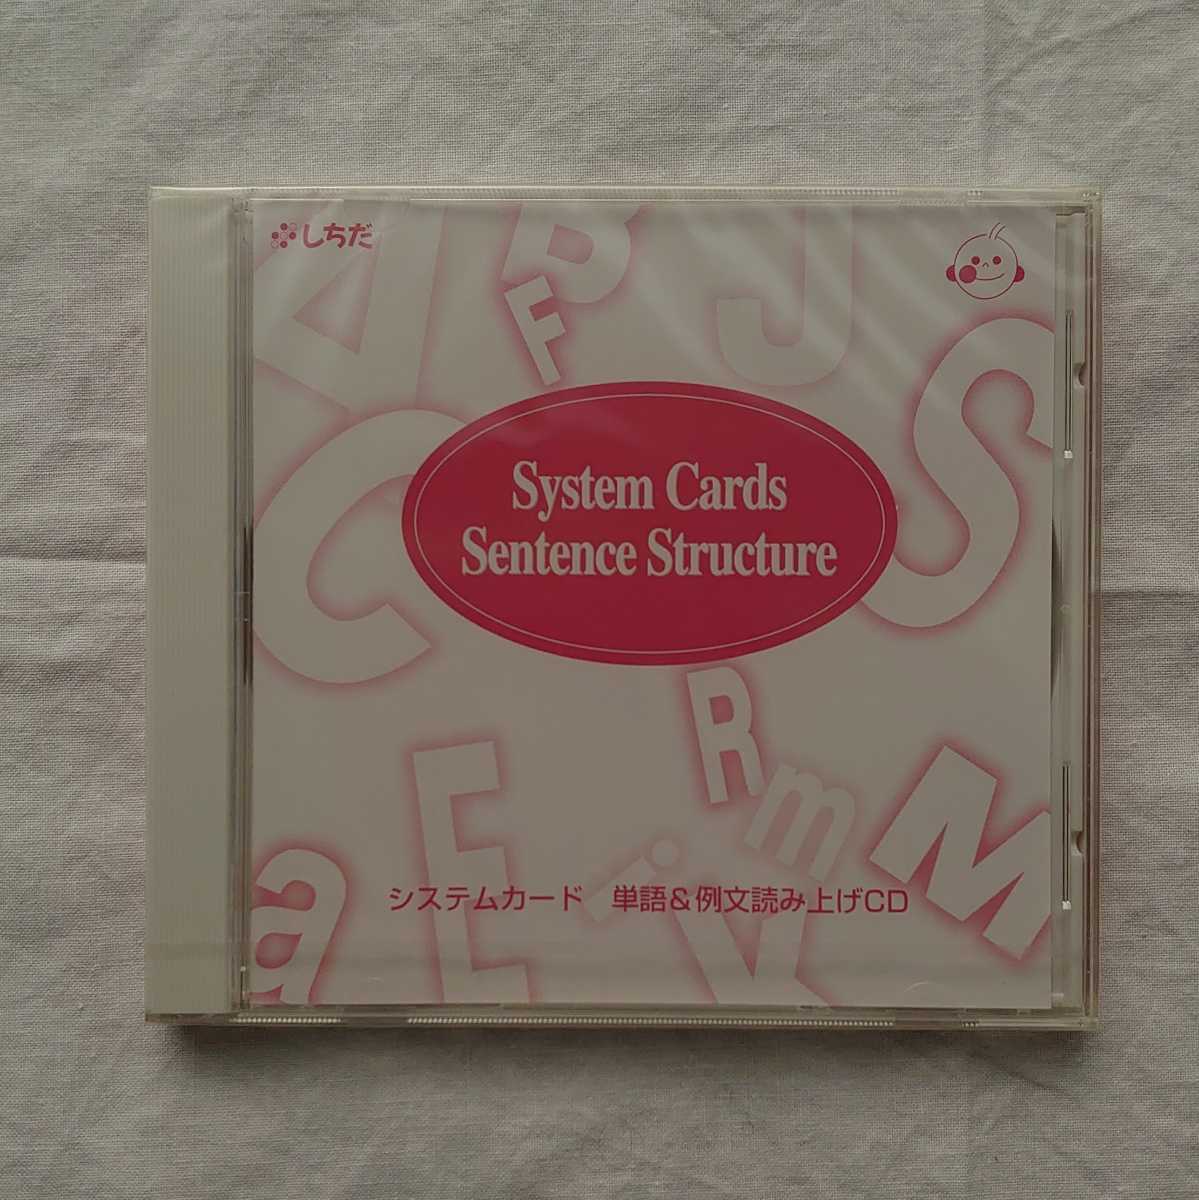 しちだ
A
B
J
F
S
C
System Cards
Sentence Structure
R
E
m
M
a
i
システムカード 単語&例文読み上げCD